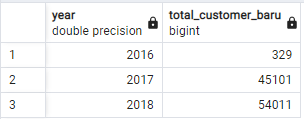 year total_customer_baru
double precision bigint
1 2016 329
2 2017 45101
3 2018 54011